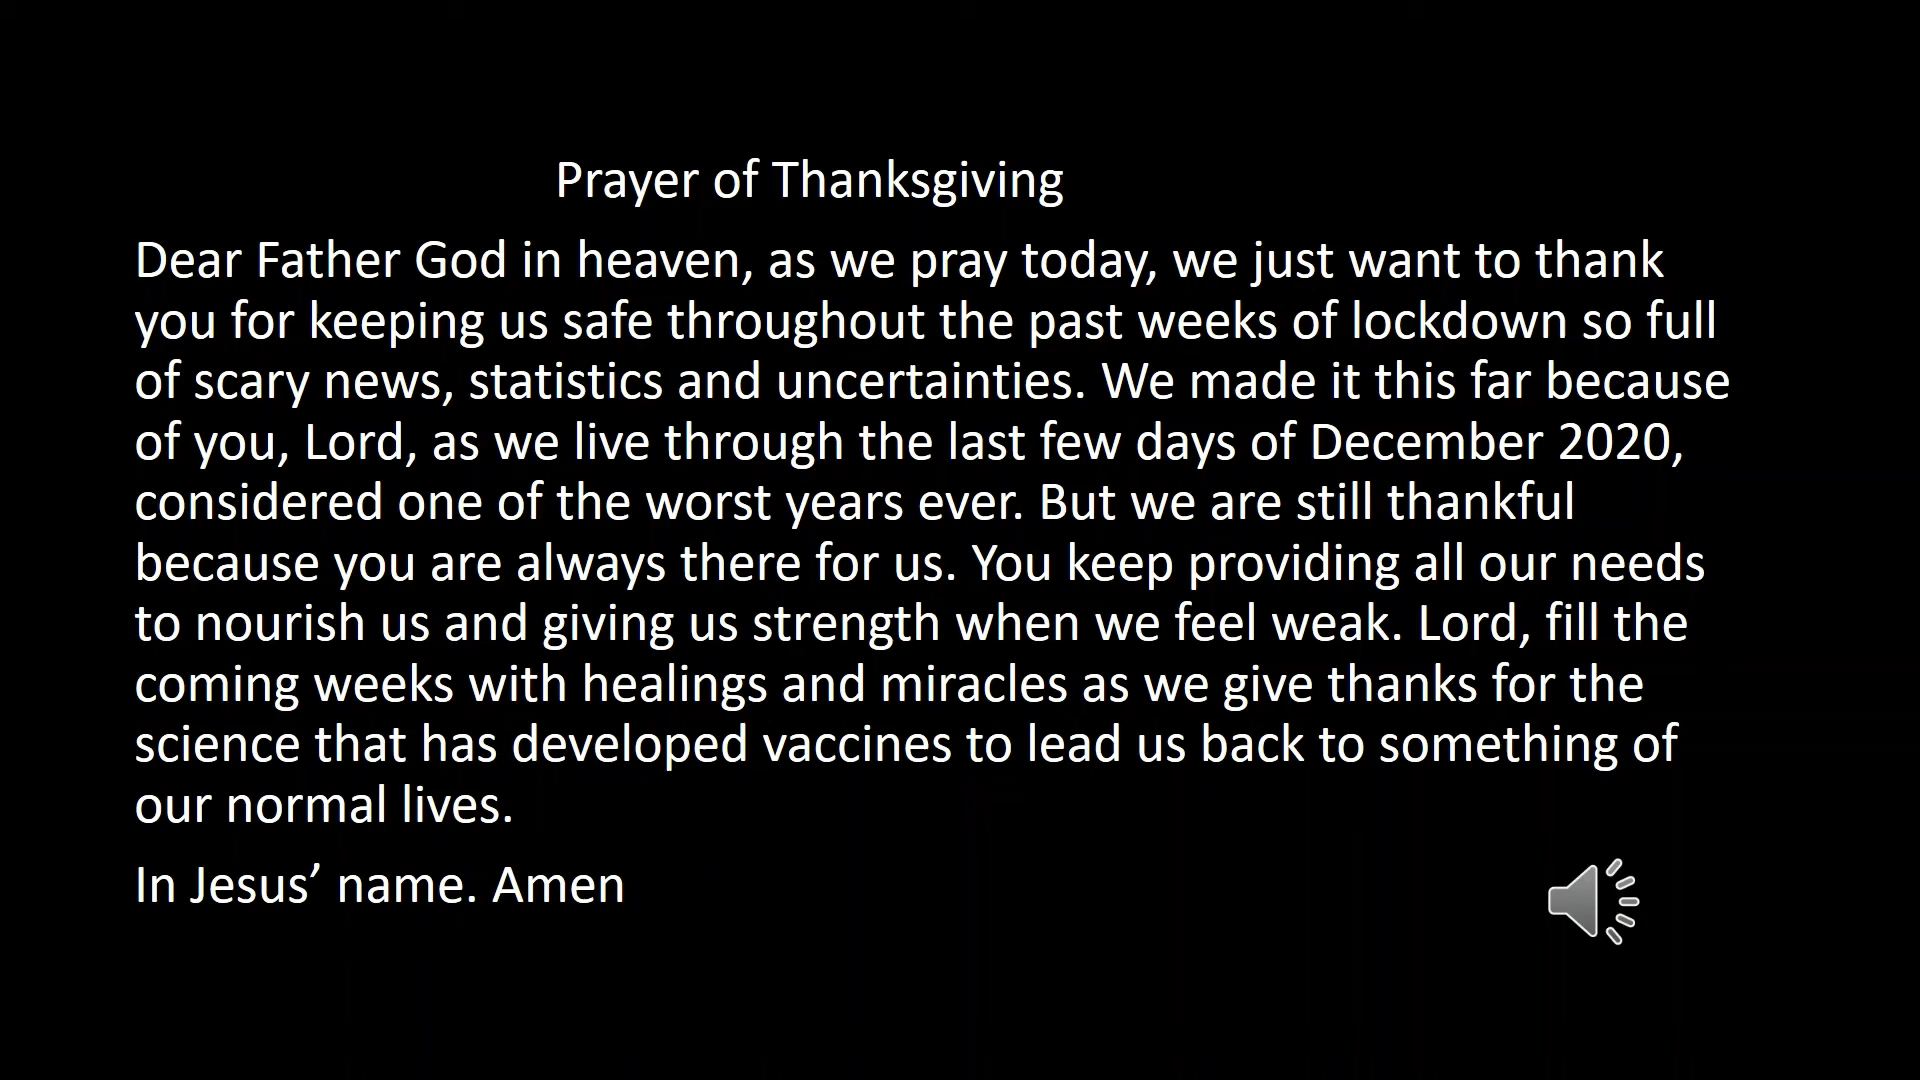 Prayer of Thanksgiving
Dear Father God in heaven, as we pray today, we just want to thank
you for keeping us safe throughout the past weeks of lockdown so full
of scary news, statistics and uncertainties. We made it this far because
of you, Lord, as we live through the last few days of December 2020,
considered one of the worst years ever. But we are still thankful
because you are always there for us. You keep providing all our needs
to nourish us and giving us strength when we feel weak. Lord, fill the
coming weeks with healings and miracles as we give thanks for the
science that has developed vaccines to lead us back to something of
our normal lives.
In Jesus’ name. Amen